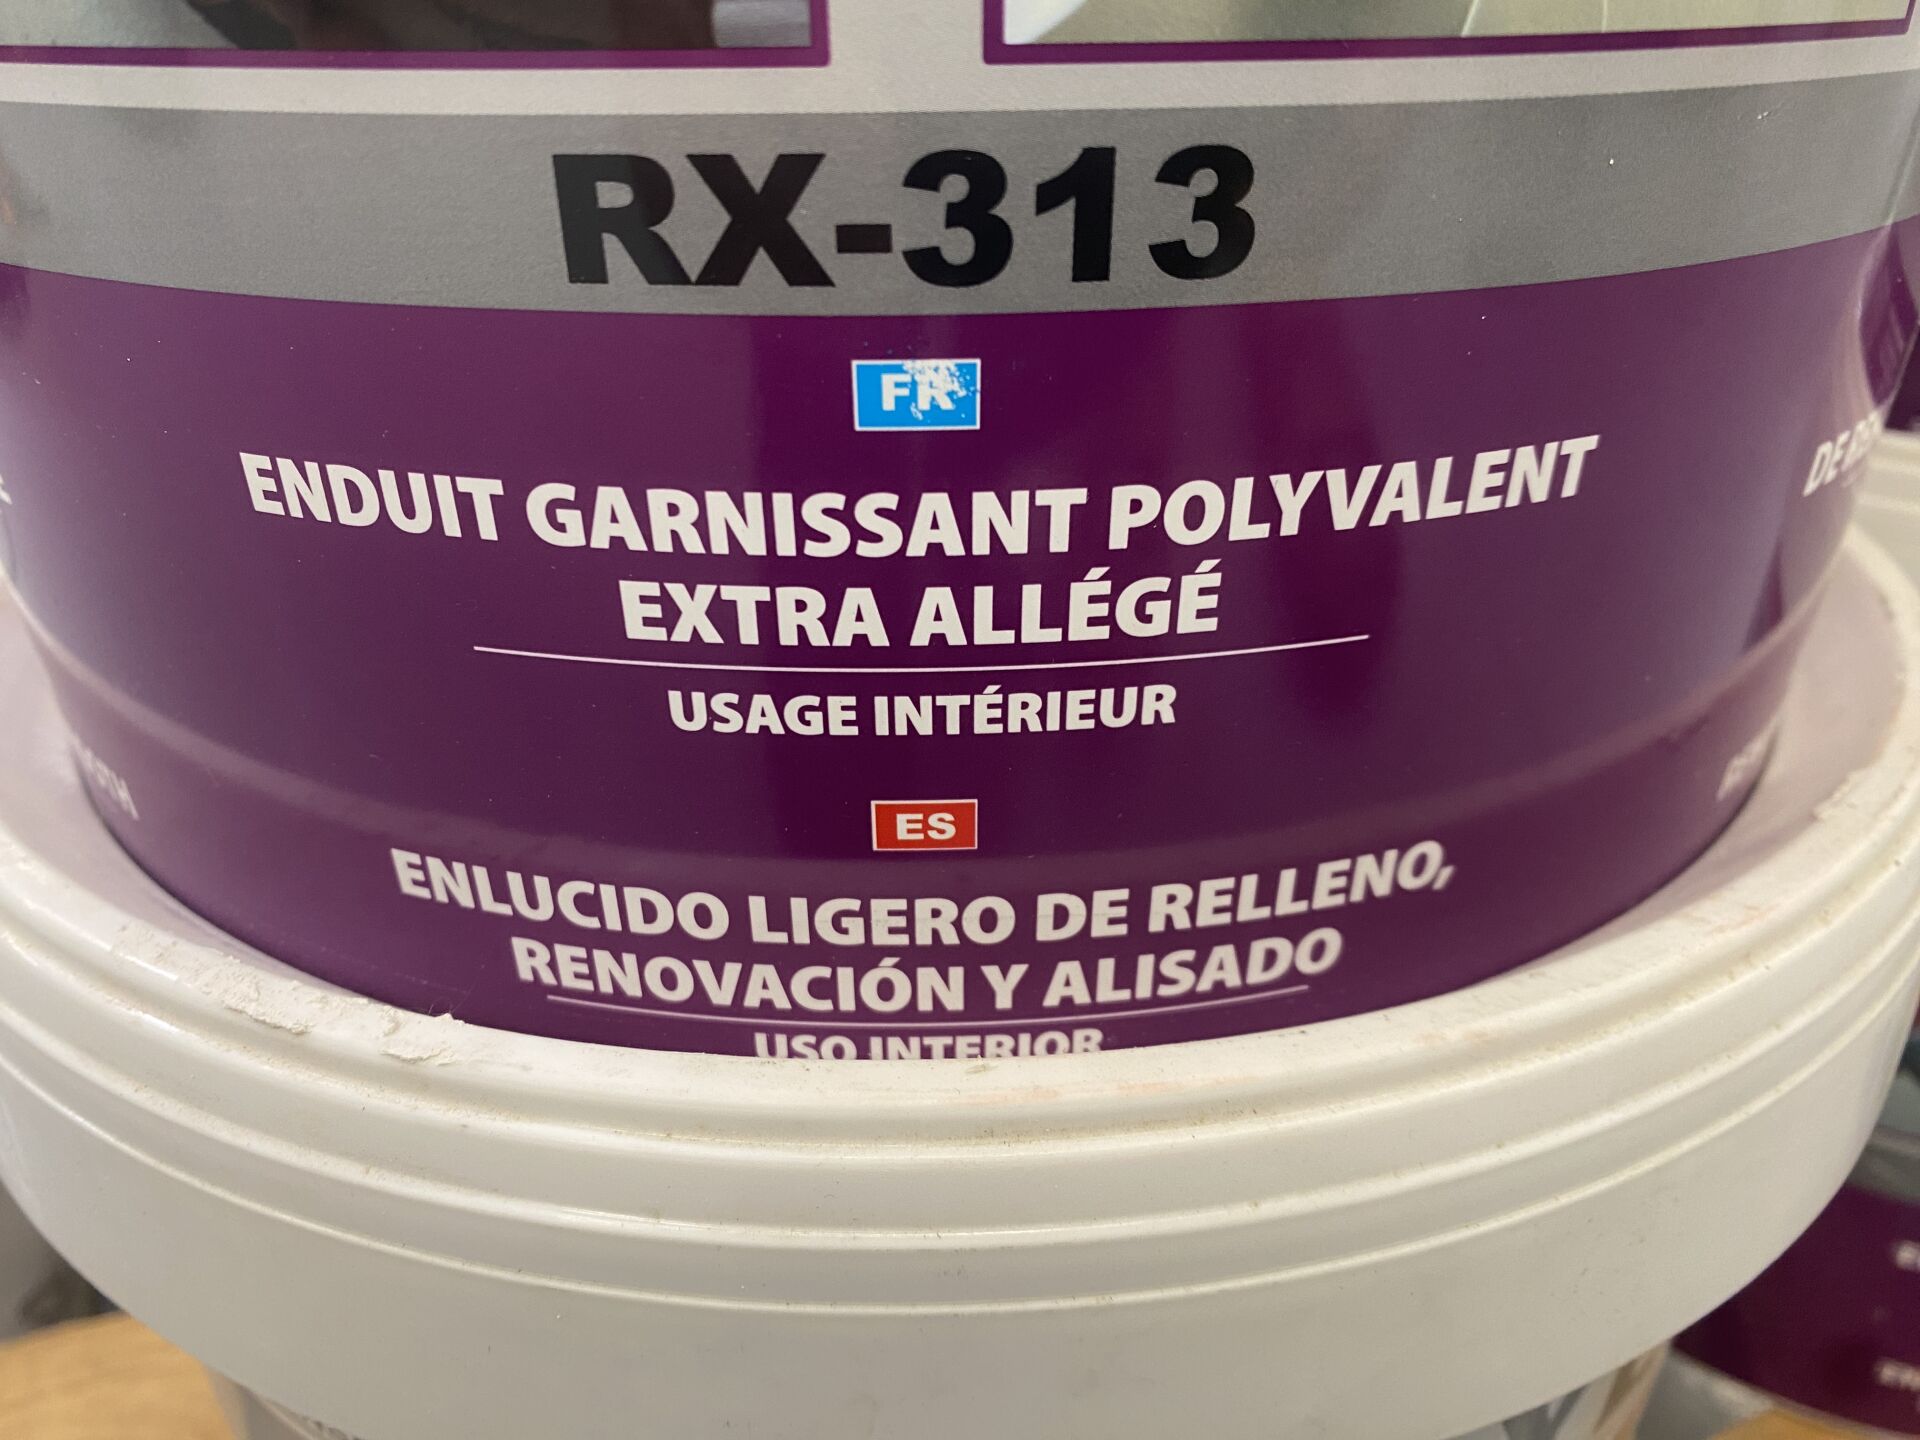 RX-313
FR
ENDUIT GARNISSANT POLYVALENT
EXTRA ALLÉGÉ
USAGE INTÉRIEUR
ES
ENLUCIDO LIGERO DE RELLENO,
RENOVACIÓN Y ALISADO
USO INTERIOR
DE